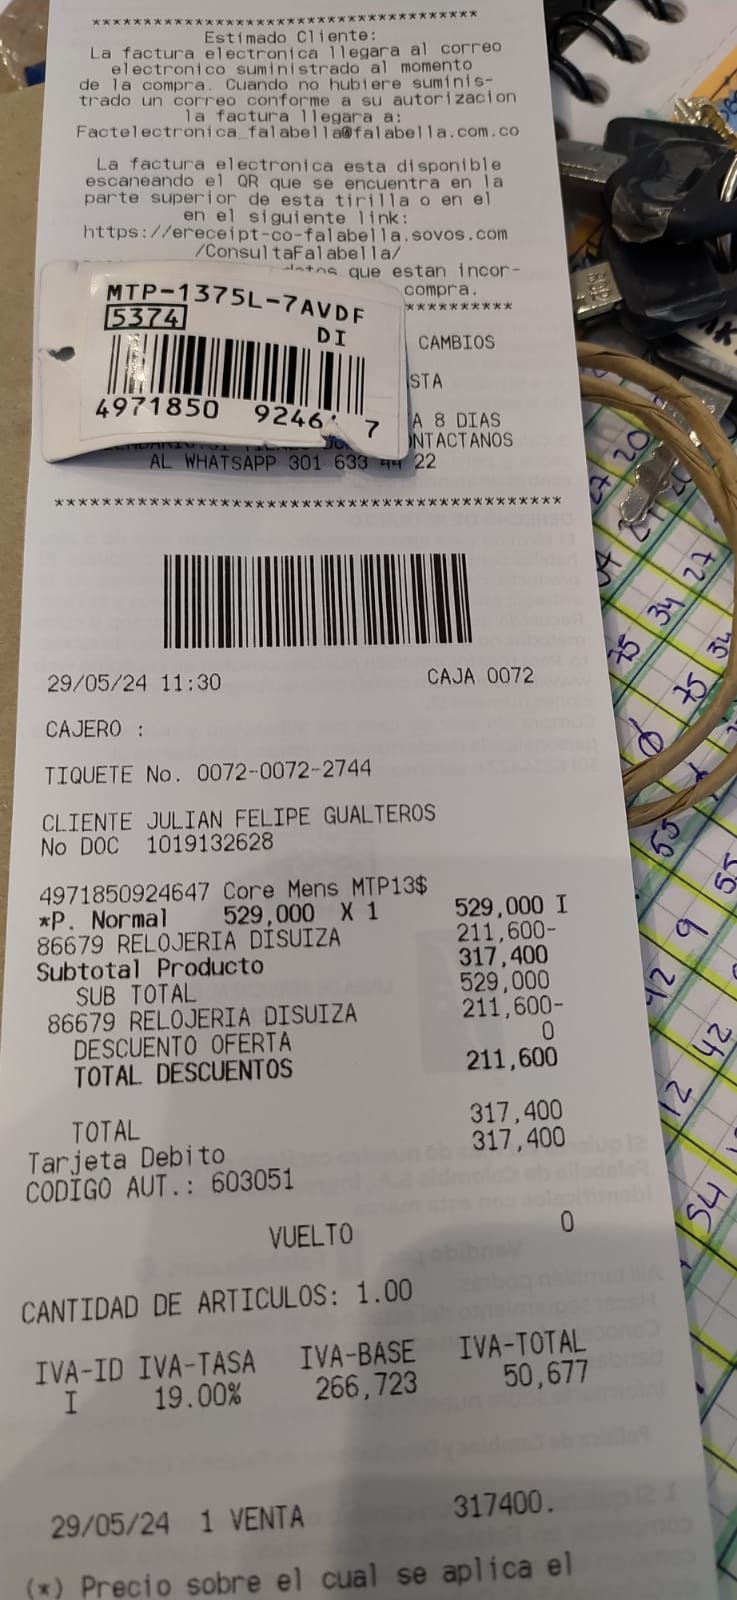 ****************************************
Estimado Cliente:
La factura electronica llegara al correo
electronico suministrado al momento
de la compra. Cuando no hubiere suminis-
trado un correo conforme a su autorizacion
la factura llegara a:
Factelectronica_falabella@falabella.com.co
La factura electronica esta disponible
escaneando el QR que se encuentra en la
parte superior de esta tirilla o en el
en el siguiente link:
https://ereceipt-co-falabella.sovos.com
/ConsultaFalabella/
que estan incor-
compra.
**********
MTP-1375L-7AVDF
5374 DI
4971850 92464 7
CAMBIOS
STA
A 8 DIAS
ONTACTANOS
AL WHATSAPP 301 633 44 22
****************************************
29/05/24 11:30 CAJA 0072
CAJERO :
TIQUETE No. 0072-0072-2744
CLIENTE JULIAN FELIPE GUALTEROS
No DOC 1019132628
4971850924647 Core Mens MTP13$
*P. Normal 529,000 X 1 529,000 I
86679 RELOJERIA DISUIZA 211,600-
Subtotal Producto 317,400
SUB TOTAL 529,000
86679 RELOJERIA DISUIZA 211,600-
DESCUENTO OFERTA 0
TOTAL DESCUENTOS 211,600
TOTAL 317,400
Tarjeta Debito 317,400
CODIGO AUT.: 603051
VUELTO 0
CANTIDAD DE ARTICULOS: 1.00
IVA-ID IVA-TASA IVA-BASE IVA-TOTAL
I 19.00% 266,723 50,677
29/05/24 1 VENTA 317400.
(*) Precio sobre el cual se aplica el